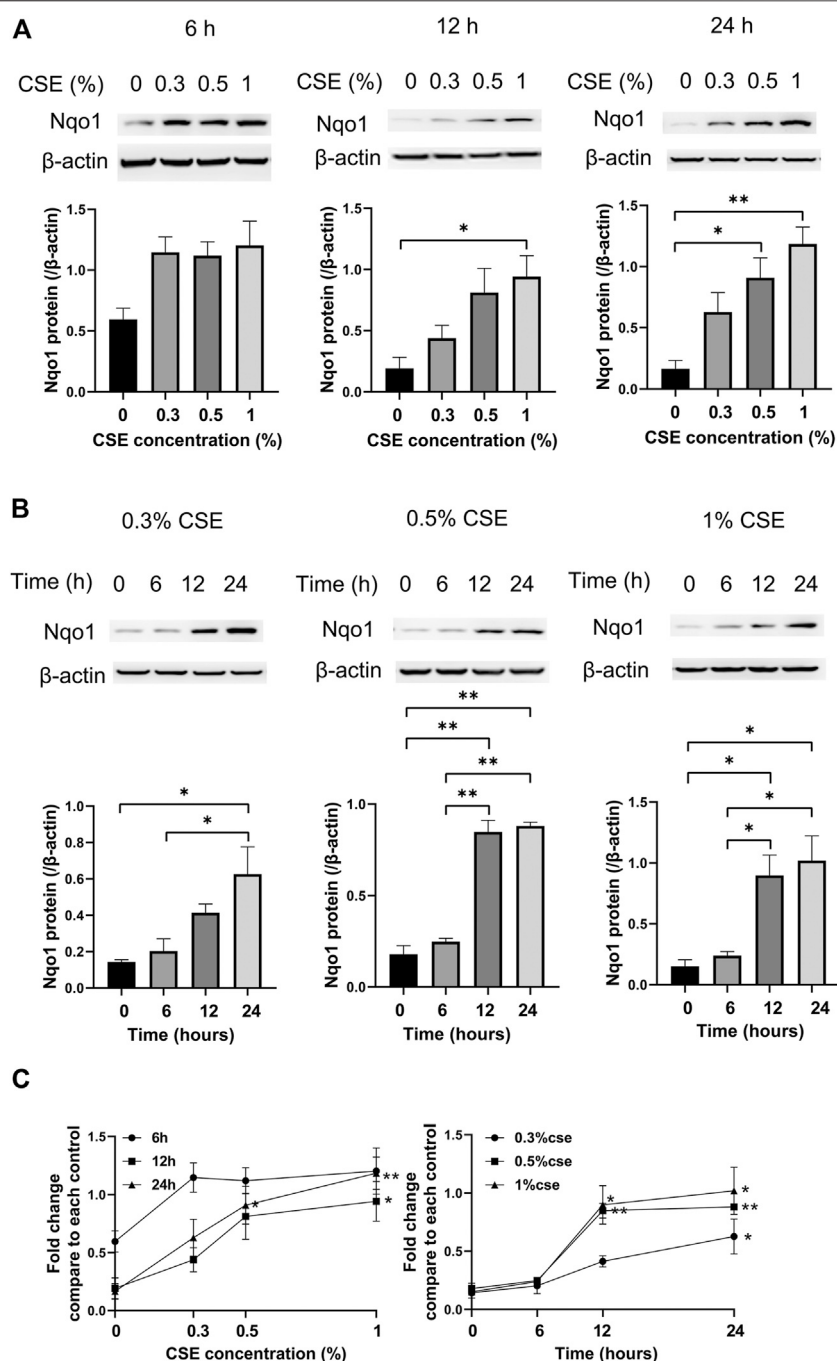 A
6 h
12 h
24 h
CSE (%) 0 0.3 0.5 1
CSE (%) 0 0.3 0.5 1
CSE (%) 0 0.3 0.5 1
Nqo1
Nqo1
Nqo1
β-actin
β-actin
β-actin
Nqo1 protein (/β-actin)
1.5
1.0
0.5
0.0
0 0.3 0.5 1
CSE concentration (%)
Nqo1 protein (/β-actin)
1.5
1.0
0.5
0.0
*
0 0.3 0.5 1
CSE concentration (%)
Nqo1 protein (/β-actin)
1.5
1.0
0.5
0.0
**
*
0 0.3 0.5 1
CSE concentration (%)
B
0.3% CSE
0.5% CSE
1% CSE
Time (h) 0 6 12 24
Time (h) 0 6 12 24
Time (h) 0 6 12 24
Nqo1
Nqo1
Nqo1
β-actin
β-actin
β-actin
Nqo1 protein (/β-actin)
1.0
0.8
0.6
0.4
0.2
0.0
*
*
0 6 12 24
Time (hours)
Nqo1 protein (/β-actin)
1.0
0.8
0.6
0.4
0.2
0.0
**
**
**
**
0 6 12 24
Time (hours)
Nqo1 protein (/β-actin)
1.5
1.0
0.5
0.0
*
*
*
*
0 6 12 24
Time (hours)
C
Fold change
compare to each control
1.5
1.0
0.5
0.0
6h
12h
24h
*
**
*
0 0.3 0.5 1
CSE concentration (%)
Fold change
compare to each control
1.5
1.0
0.5
0.0
0.3%cse
0.5%cse
1%cse
*
**
*
**
*
0 6 12 24
Time (hours)